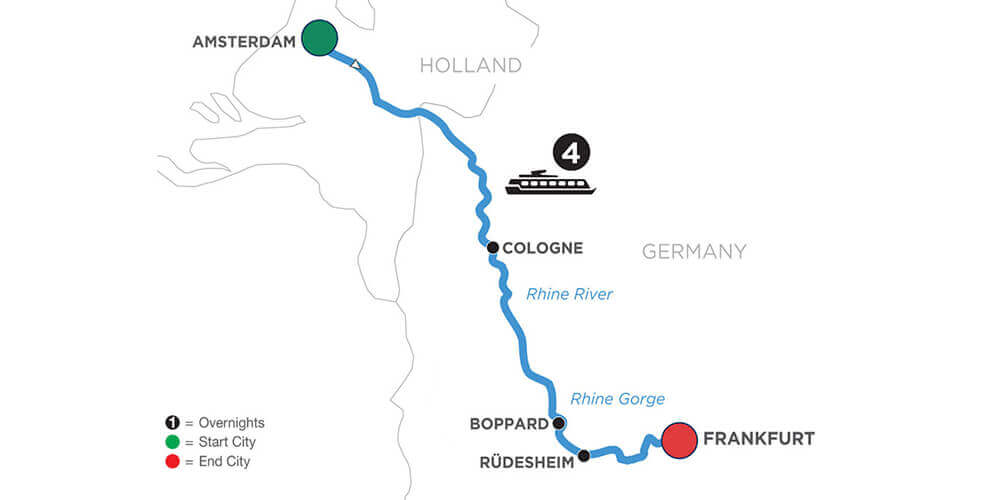 AMSTERDAM
HOLLAND
4
COLOGNE
GERMANY
Rhine River
Rhine Gorge
BOPPARD
FRANKFURT
RÜDESHEIM
1 = Overnights
= Start City
= End City